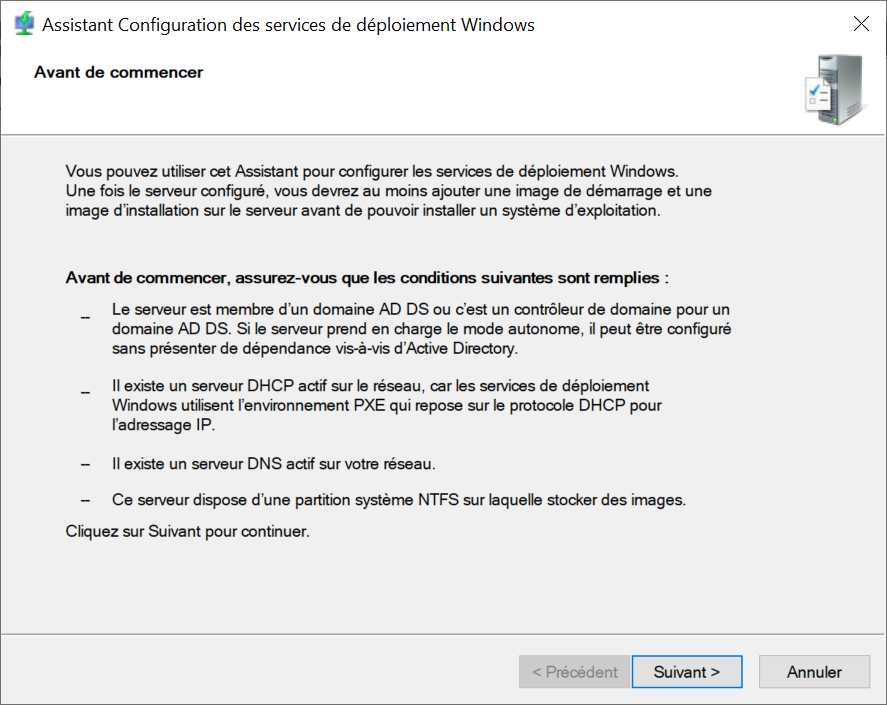 Assistant Configuration des services de déploiement Windows
Avant de commencer
Vous pouvez utiliser cet Assistant pour configurer les services de déploiement Windows.
Une fois le serveur configuré, vous devrez au moins ajouter une image de démarrage et une
image d'installation sur le serveur avant de pouvoir installer un système d'exploitation.
Avant de commencer, assurez-vous que les conditions suivantes sont remplies :
-- Le serveur est membre d'un domaine AD DS ou c'est un contrôleur de domaine pour un
domaine AD DS. Si le serveur prend en charge le mode autonome, il peut être configuré
sans présenter de dépendance vis-à-vis d'Active Directory.
-- Il existe un serveur DHCP actif sur le réseau, car les services de déploiement
Windows utilisent l'environnement PXE qui repose sur le protocole DHCP pour
l'adressage IP.
-- Il existe un serveur DNS actif sur votre réseau.
-- Ce serveur dispose d'une partition système NTFS sur laquelle stocker des images.
Cliquez sur Suivant pour continuer.
< Précédent Suivant > Annuler